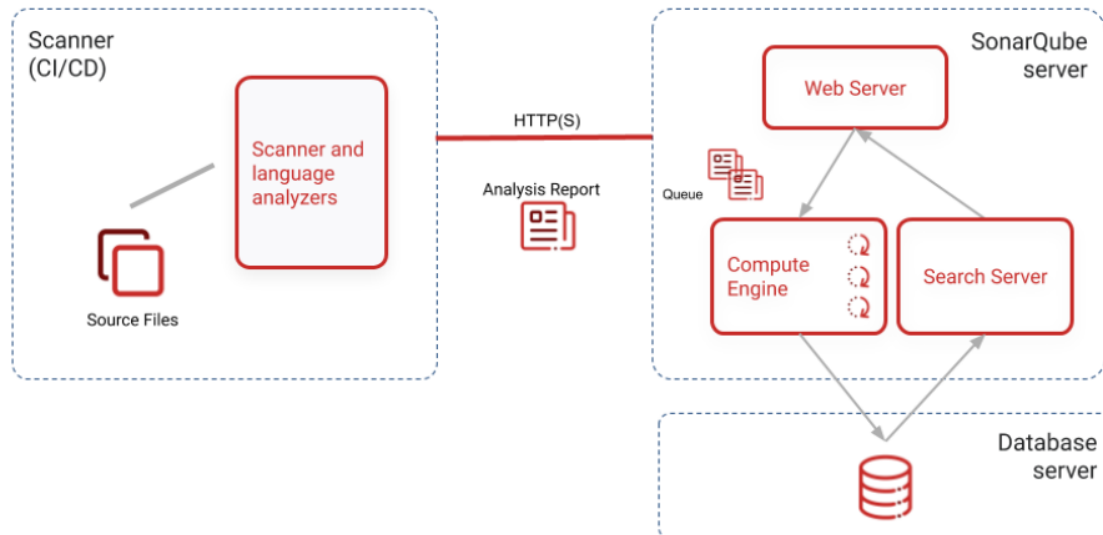 Scanner
(CI/CD)
Scanner and
language
analyzers
Source Files
HTTP(S)
Analysis Report
SonarQube
server
Web Server
Queue
Compute
Engine
Search Server
Database
server